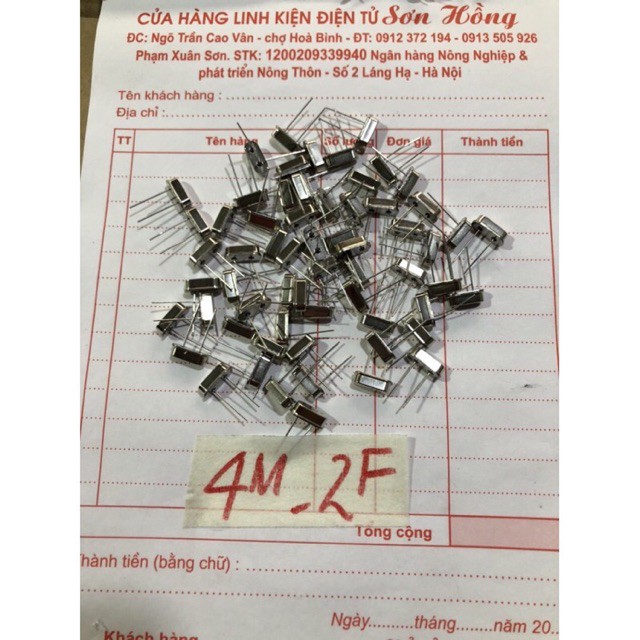 CỬA HÀNG LINH KIỆN ĐIỆN TỬ Sơn Hồng
ĐC: Ngõ Trần Cao Vân - chợ Hoà Bình - ĐT: 0912 372 194 - 0913 505 926
Phạm Xuân Sơn. STK: 1200209339940 Ngân hàng Nông Nghiệp &
phát triển Nông Thôn - Số 2 Láng Hạ - Hà Nội
Tên khách hàng :
Địa chỉ :
TT Tên hàng Số lượng Đơn giá Thành tiền
4M_2F
Tổng cộng
Thành tiền (bằng chữ) :
Ngày.........tháng........năm 20..
Khách hàng